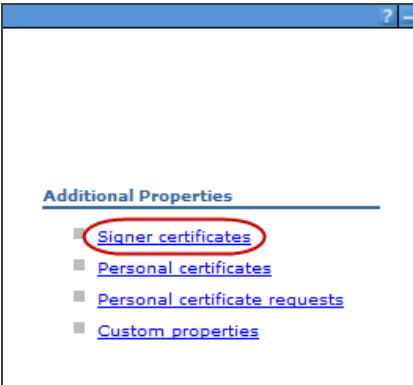 ?
Additional Properties
Signer certificates
Personal certificates
Personal certificate requests
Custom properties